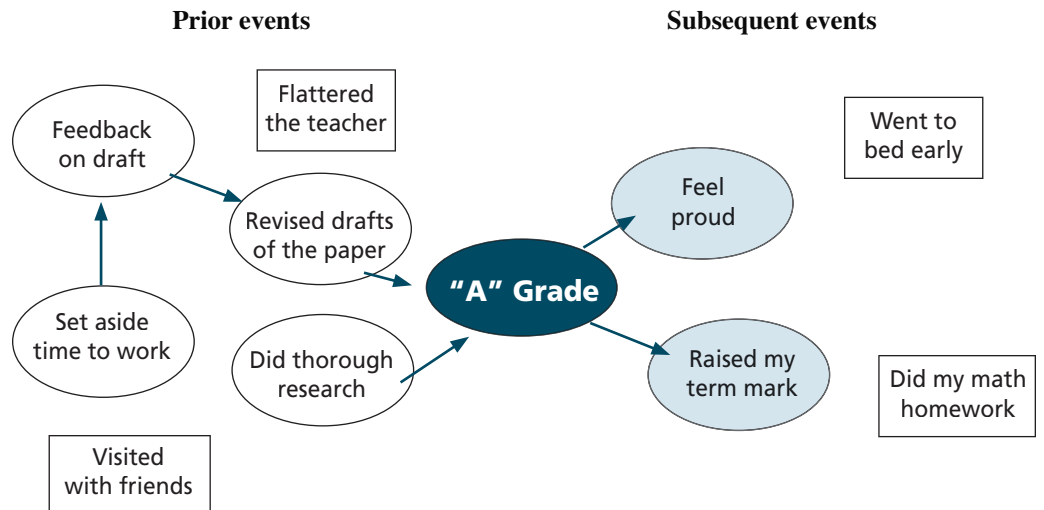 Prior events
Subsequent events
Flattered
the teacher
Feedback
on draft
Went to
bed early
Feel
proud
Revised drafts
of the paper
“A” Grade
Set aside
time to work
Did thorough
research
Raised my
term mark
Did my math
homework
Visited
with friends